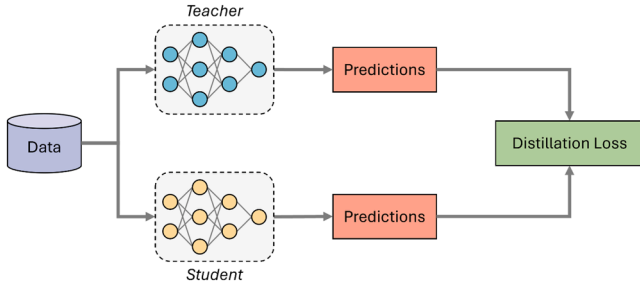 Teacher
Predictions
Data
Distillation Loss
Predictions
Student